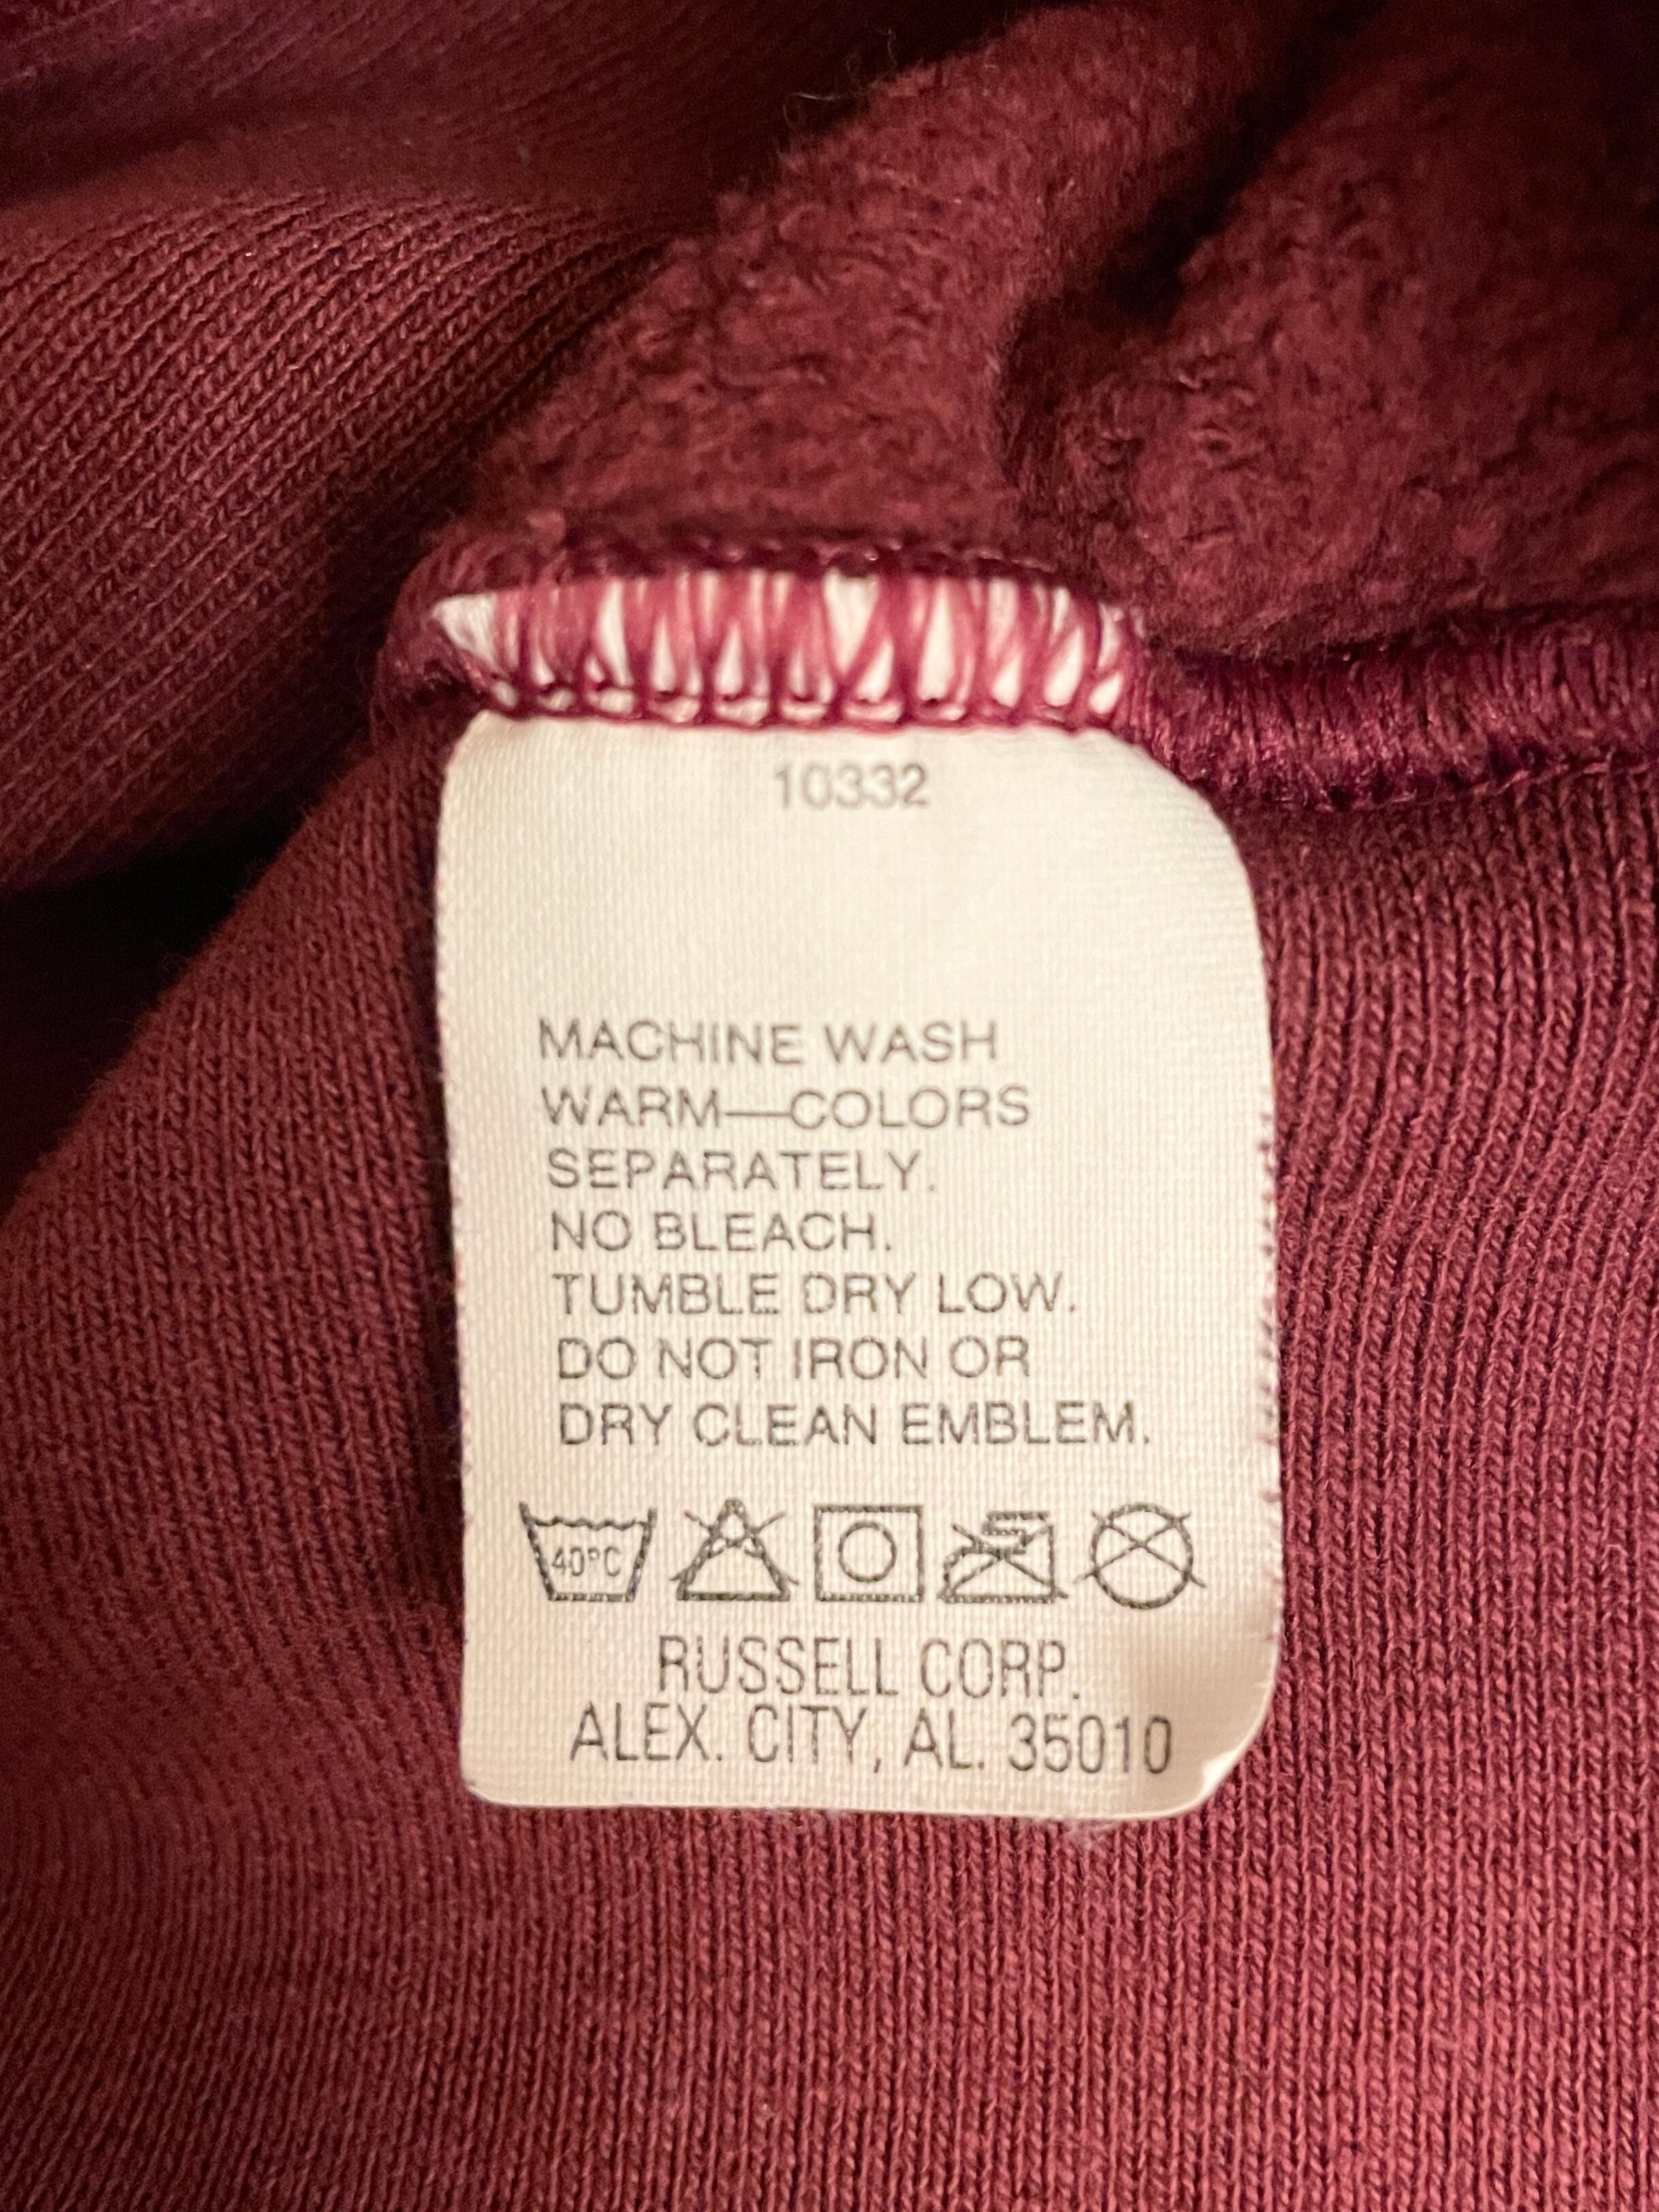 10332
MACHINE WASH
WARM—COLORS
SEPARATELY.
NO BLEACH.
TUMBLE DRY LOW.
DO NOT IRON OR
DRY CLEAN EMBLEM.
40°C
RUSSELL CORP.
ALEX. CITY, AL. 35010